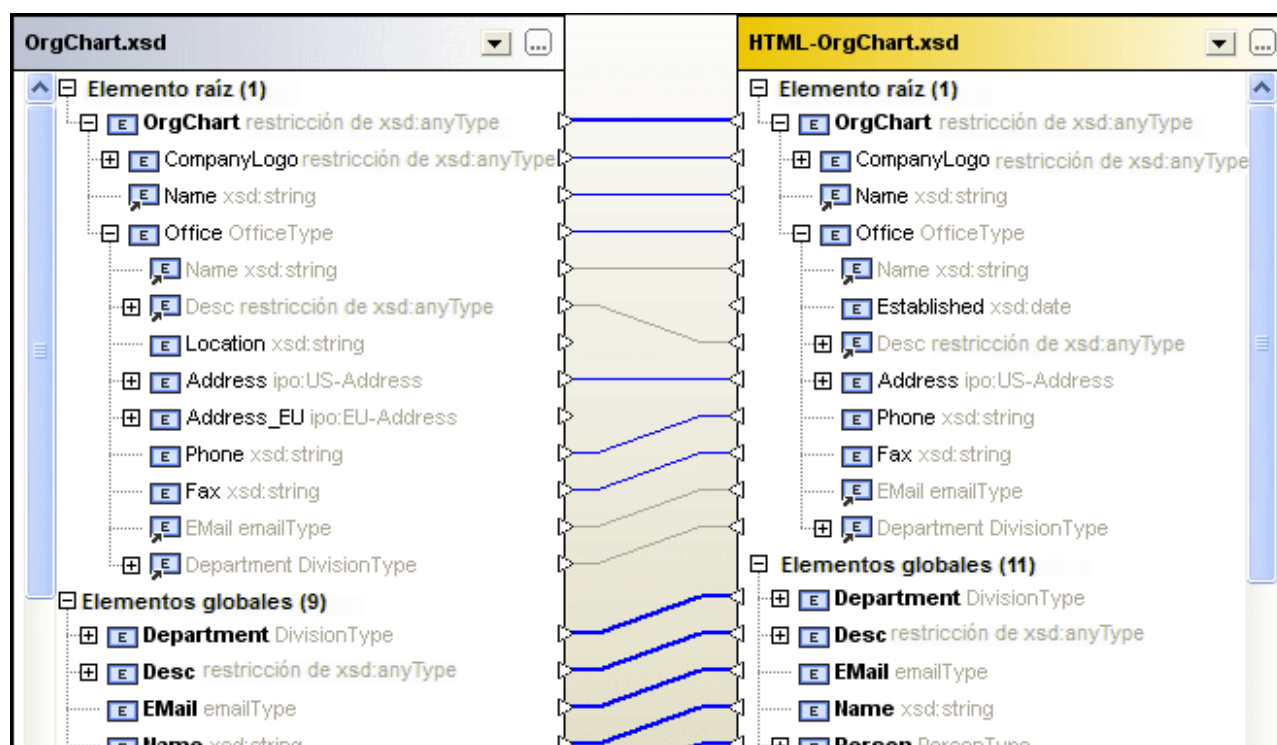 OrgChart.xsd
Elemento raíz (1)
E OrgChart restricción de xsd:anyType
E CompanyLogo restricción de xsd:anyType
E Name xsd:string
E Office OfficeType
E Name xsd:string
E Desc restricción de xsd:anyType
E Location xsd:string
E Address ipo:US-Address
E Address_EU ipo:EU-Address
E Phone xsd:string
E Fax xsd:string
E EMail emailType
E Department DivisionType
Elementos globales (9)
E Department DivisionType
E Desc restricción de xsd:anyType
E EMail emailType
E Name xsd:string
HTML-OrgChart.xsd
Elemento raíz (1)
E OrgChart restricción de xsd:anyType
E CompanyLogo restricción de xsd:anyType
E Name xsd:string
E Office OfficeType
E Name xsd:string
E Established xsd:date
E Desc restricción de xsd:anyType
E Address ipo:US-Address
E Phone xsd:string
E Fax xsd:string
E EMail emailType
E Department DivisionType
Elementos globales (11)
E Department DivisionType
E Desc restricción de xsd:anyType
E EMail emailType
E Name xsd:string
E Person PersonType